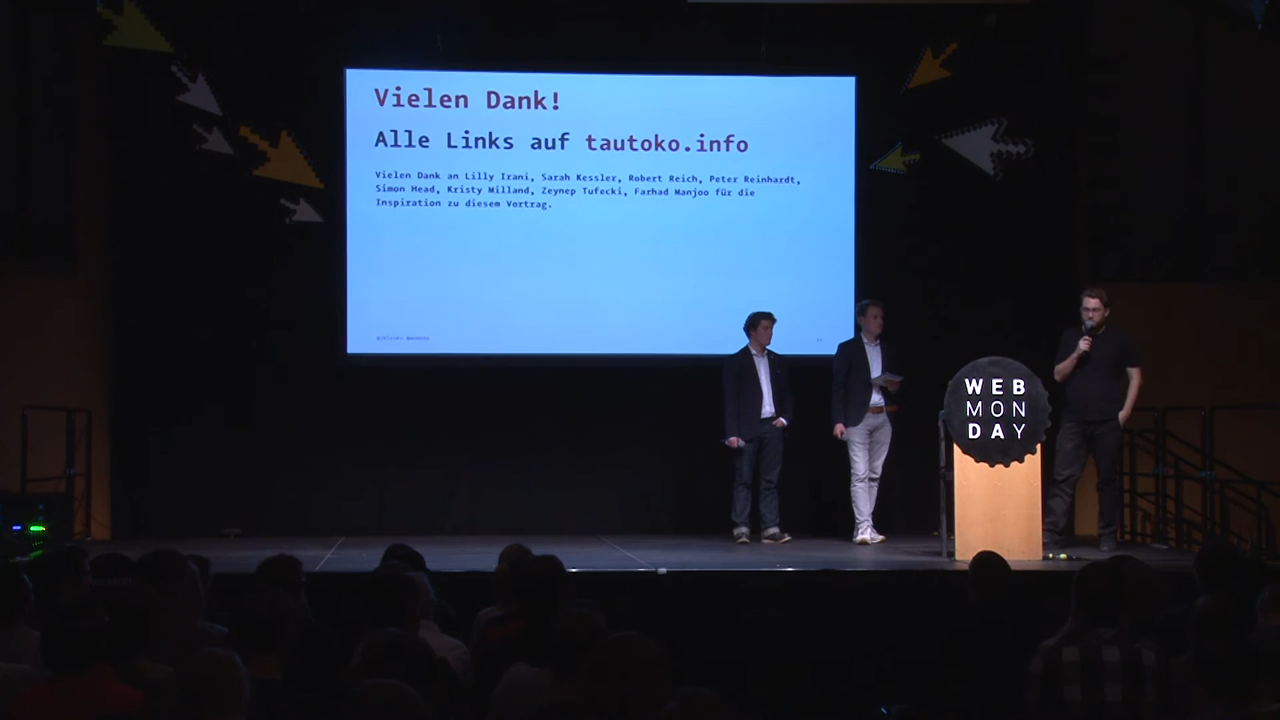 Vielen Dank!
Alle Links auf tautoko.info
Vielen Dank an Lilly Irani, Sarah Kessler, Robert Reich, Peter Reinhardt,
Simon Head, Kristy Milland, Zeynep Tufecki, Farhad Manjoo für die
Inspiration zu diesem Vortrag.
WEB
MON
DAY